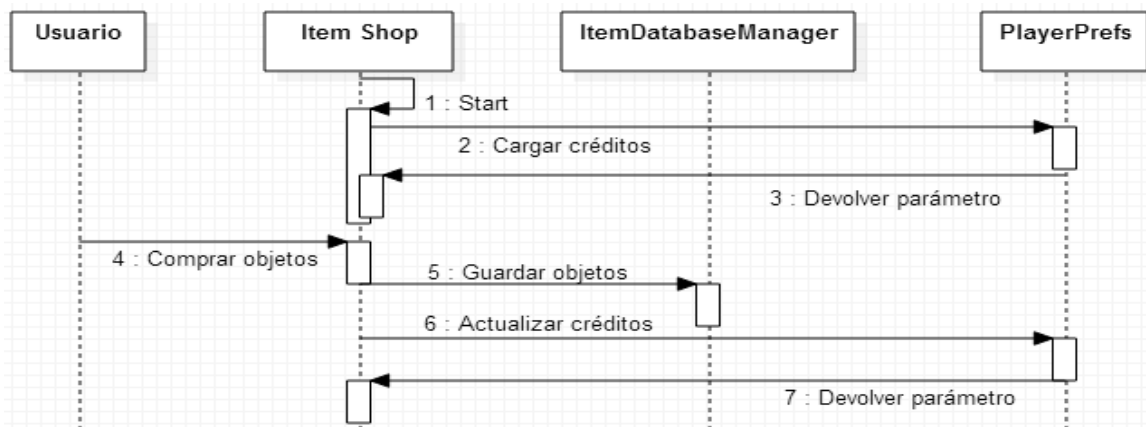 Usuario
Item Shop
ItemDatabaseManager
PlayerPrefs
1 : Start
2 : Cargar créditos
3 : Devolver parámetro
4 : Comprar objetos
5 : Guardar objetos
6 : Actualizar créditos
7 : Devolver parámetro